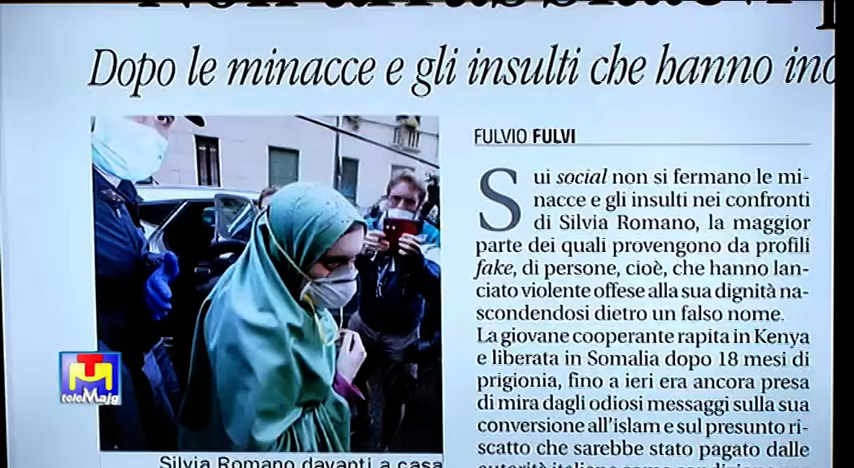 Dopo le minacce e gli insulti che hanno
FULVIO FULVI
Sui social non si fermano le mi-
nacce e gli insulti nei confronti
di Silvia Romano, la maggior
parte dei quali provengono da profili
fake, di persone, cioè, che hanno lan-
ciato violente offese alla sua dignità na-
scondendosi dietro un falso nome.
La giovane cooperante rapita in Kenya
e liberata in Somalia dopo 18 mesi di
prigionia, fino a ieri era ancora presa
di mira dagli odiosi messaggi sulla sua
conversione all'islam e sul presunto ri-
scatto che sarebbe stato pagato dalle
Silvia Romano davanti a casa
TM
teleMajg